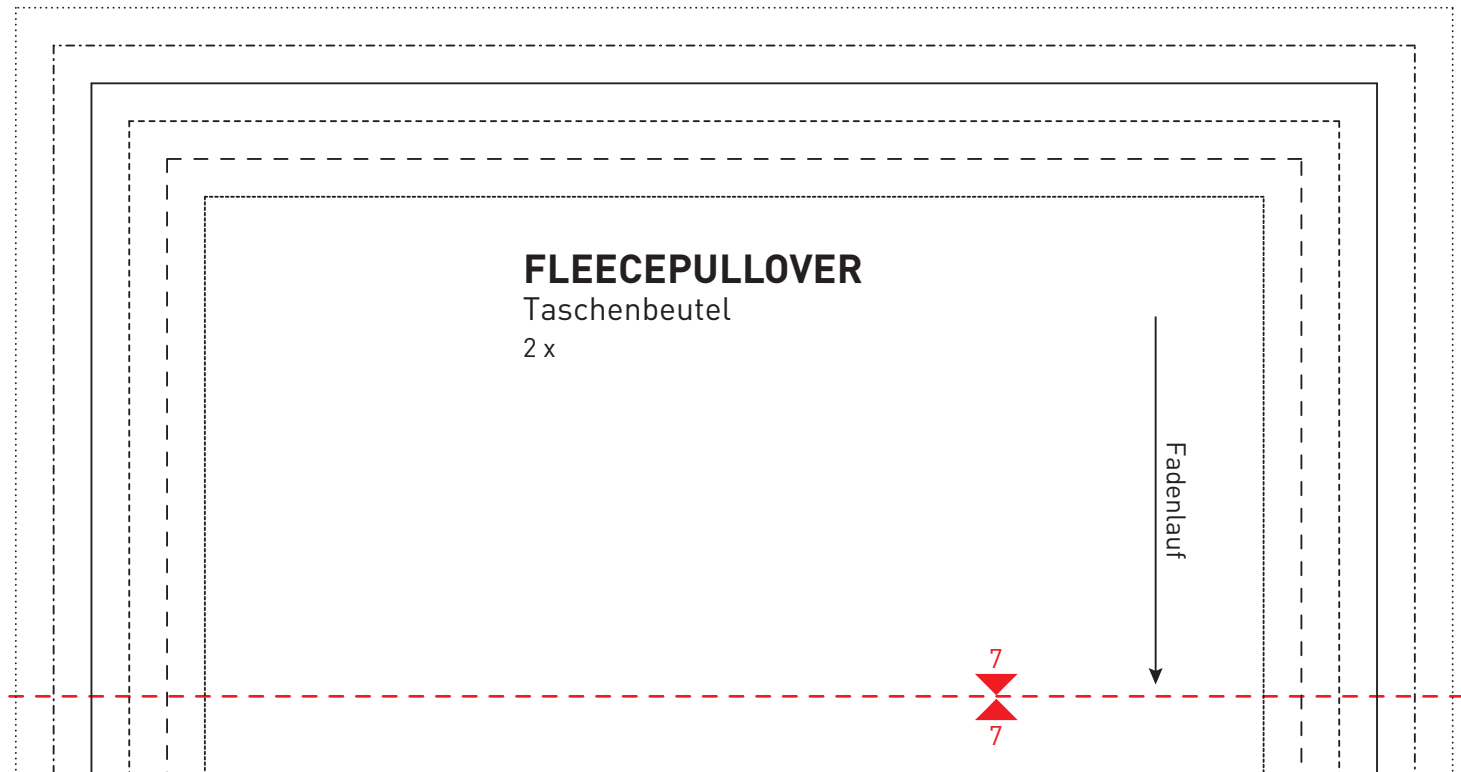 FLEECEPULLOVER
Taschenbeutel
2 x
Fadenlauf
7
7